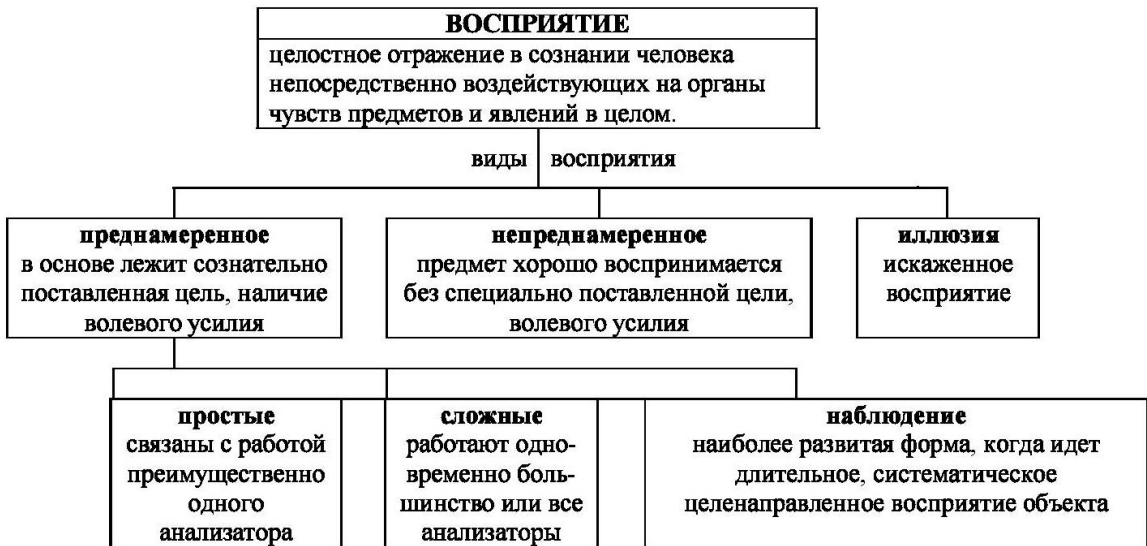 ВОСПРИЯТИЕ
целостное отражение в сознании человека
непосредственно воздействующих на органы
чувств предметов и явлений в целом.
виды восприятия
преднамеренное
в основе лежит сознательно
поставленная цель, наличие
волевого усилия
непреднамеренное
предмет хорошо воспринимается
без специально поставленной цели,
волевого усилия
иллюзия
искаженное
восприятие
простые
связаны с работой
преимущественно
одного
анализатора
сложные
работают одно-
временно боль-
шинство или все
анализаторы
наблюдение
наиболее развитая форма, когда идет
длительное, систематическое
целенаправленное восприятие объекта